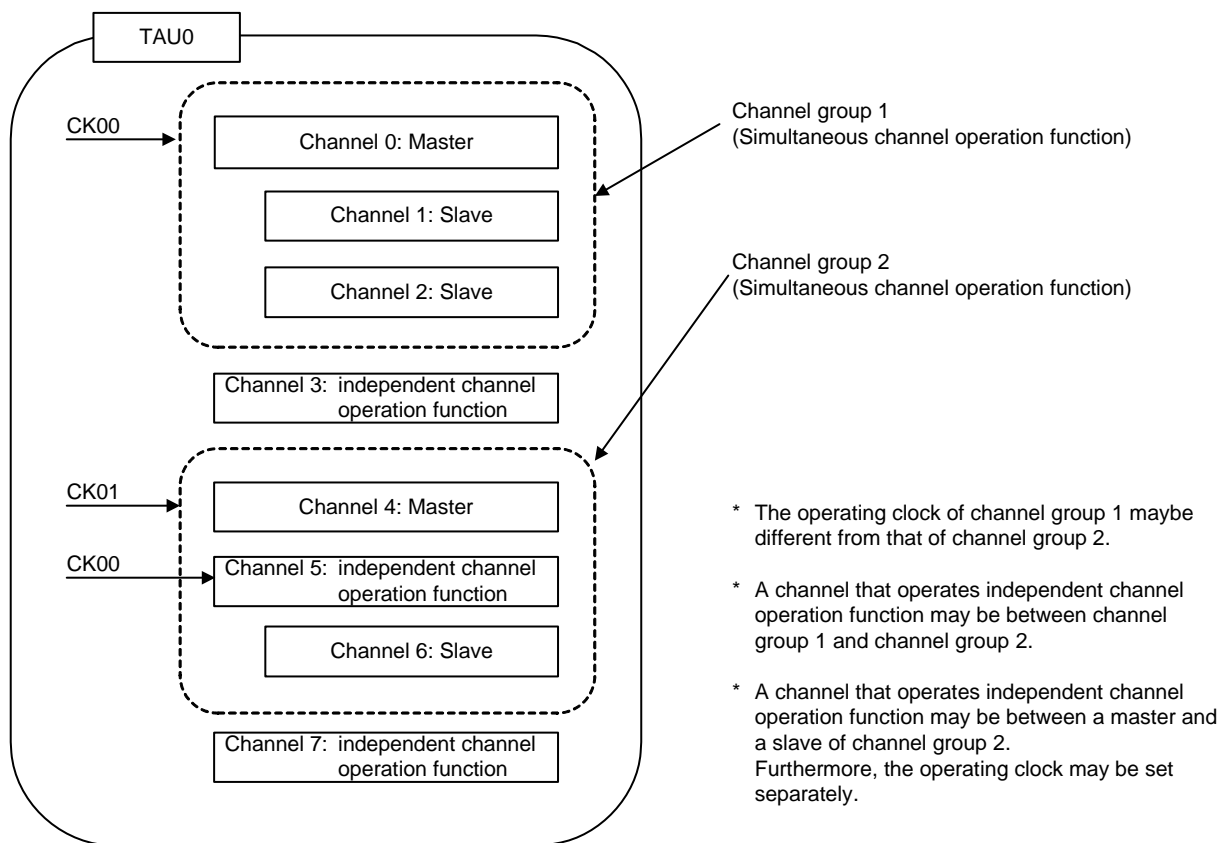 TAU0
CK00
Channel 0: Master
Channel 1: Slave
Channel 2: Slave
Channel group 1
(Simultaneous channel operation function)
Channel group 2
(Simultaneous channel operation function)
Channel 3: independent channel
operation function
CK01
Channel 4: Master
CK00
Channel 5: independent channel
operation function
Channel 6: Slave
Channel 7: independent channel
operation function
* The operating clock of channel group 1 maybe
different from that of channel group 2.
* A channel that operates independent channel
operation function may be between channel
group 1 and channel group 2.
* A channel that operates independent channel
operation function may be between a master and
a slave of channel group 2.
Furthermore, the operating clock may be set
separately.